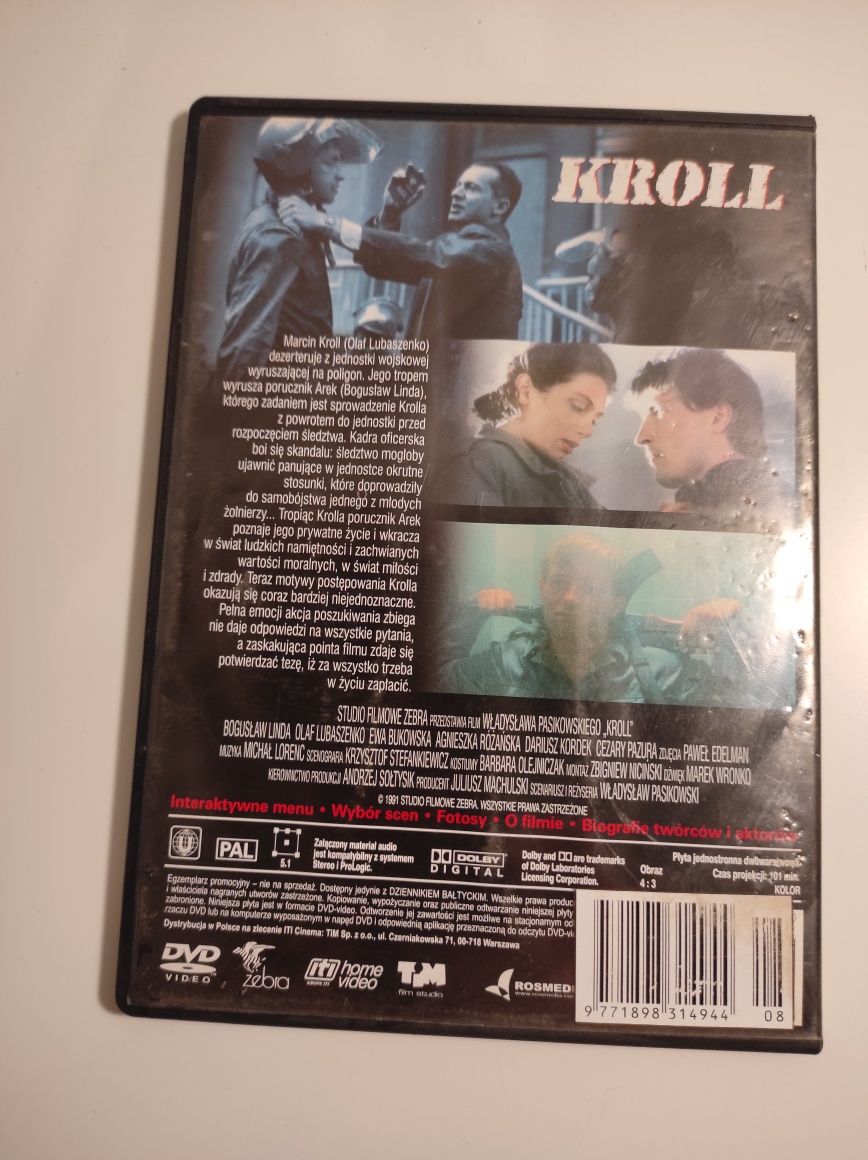 KROLL
Marcin Kroll (Olaf Lubaszenko)
dezerteruje z jednostki wojskowej
wyruszającej na poligon. Jego tropem
wyrusza porucznik Arek (Bogusław Linda),
którego zadaniem jest sprowadzenie Krolla
z powrotem do jednostki przed
rozpoczęciem śledztwa. Kadra oficerska
boi się skandalu: śledztwo mogłoby
ujawnić panujące w jednostce okrutne
stosunki, które doprowadziły
do samobójstwa jednego z młodych
żołnierzy... Tropiąc Krolla porucznik Arek
poznaje jego prywatne życie i wkracza
w świat ludzkich namiętności i zachwianych
wartości moralnych, w świat miłości
i zdrady. Teraz motywy postępowania Krolla
okazują się coraz bardziej niejednoznaczne.
Pełna emocji akcja poszukiwania zbiega
nie daje odpowiedzi na wszystkie pytania,
a zaskakująca pointa filmu zdaje się
potwierdzać tezę, iż za wszystko trzeba
w życiu zapłacić.
STUDIO FILMOWE ZEBRA PRZEDSTAWIA FILM WŁADYSŁAWA PASIKOWSKIEGO „KROLL”
BOGUSŁAW LINDA OLAF LUBASZENKO EWA BUKOWSKA AGNIESZKA RÓŻAŃSKA DARIUSZ KORDEK CEZARY PAZURA ZDJĘCIA PAWEŁ EDELMAN
MUZYKA MICHAŁ LORENC SCENOGRAFIA KRZYSZTOF STEFANKIEWICZ KOSTIUMY BARBARA OLEJNICZAK MONTAŻ ZBIGNIEW NICIŃSKI DŹWIĘK MAREK WRONKO
KIEROWNICTWO PRODUKCJI ANDRZEJ SOŁTYSIK PRODUCENT JULIUSZ MACHULSKI SCENARIUSZ I REŻYSERIA WŁADYSŁAW PASIKOWSKI
© 1991 STUDIO FILMOWE ZEBRA. WSZYSTKIE PRAWA ZASTRZEŻONE
Interaktywne menu • Wybór scen • Fotosy • O filmie • Biografie twórców i aktorów
PAL
5.1
Załączony materiał audio
jest kompatybilny z systemem
Stereo i ProLogic.
DOLBY
DIGITAL
Dolby and are trademarks
of Dolby Laboratories
Licensing Corporation.
Obraz
4 : 3
Płyta jednostronna dwuwarstwowa
Czas projekcji: 101 min.
KOLOR
Egzemplarz promocyjny – nie na sprzedaż. Dostępny jedynie z DZIENNIKIEM BAŁTYCKIM. Wszelkie prawa produc
i właściciela nagranych utworów zastrzeżone. Kopiowanie, wypożyczanie oraz publiczne odtwarzanie niniejszej płyty
zabronione. Niniejsza płyta jest w formacie DVD-video. Odtworzenie jej zawartości jest możliwe na stacjonarnym od
rzaczu DVD lub na komputerze wyposażonym w napęd DVD i odpowiednią aplikację przeznaczoną do odczytu DVD-vi
Dystrybucja w Polsce na zlecenie ITI Cinema: TiM Sp. z o.o., ul. Czerniakowska 71, 00-718 Warszawa
DVD
VIDEO
zebra
iti home
video
TiM
film studio
ROSMEDI
www.rosmedia.co
9 771898 314944
08